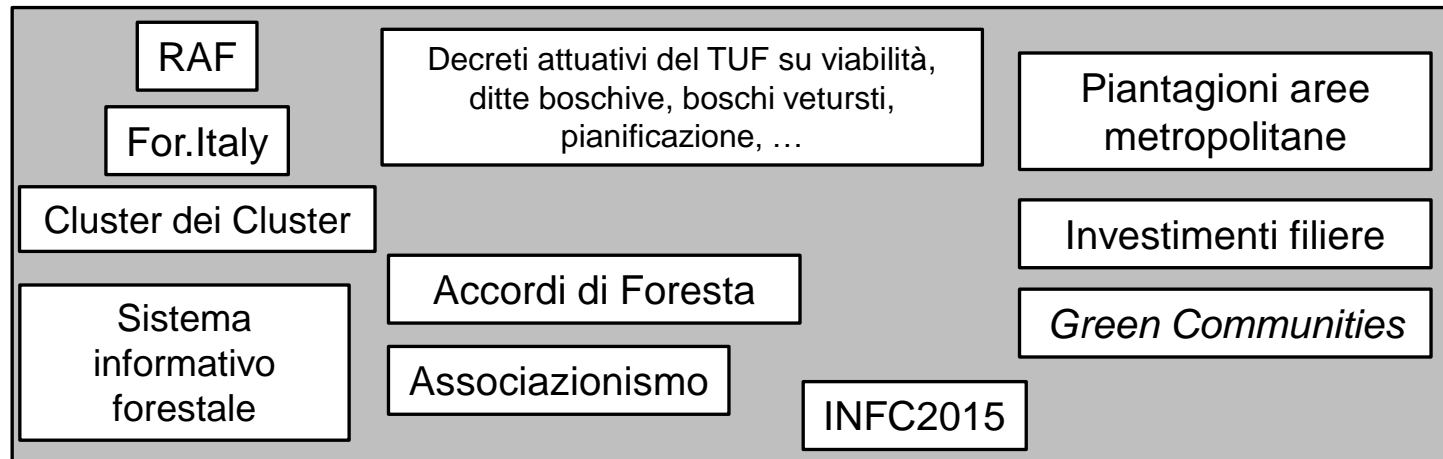 RAF
For.Italy
Cluster dei Cluster
Sistema
informativo
forestale
Decreti attuativi del TUF su viabilità,
ditte boschive, boschi vetursti,
pianificazione, …
Accordi di Foresta
Associazionismo
INFC2015
Piantagioni aree
metropolitane
Investimenti filiere
Green Communities